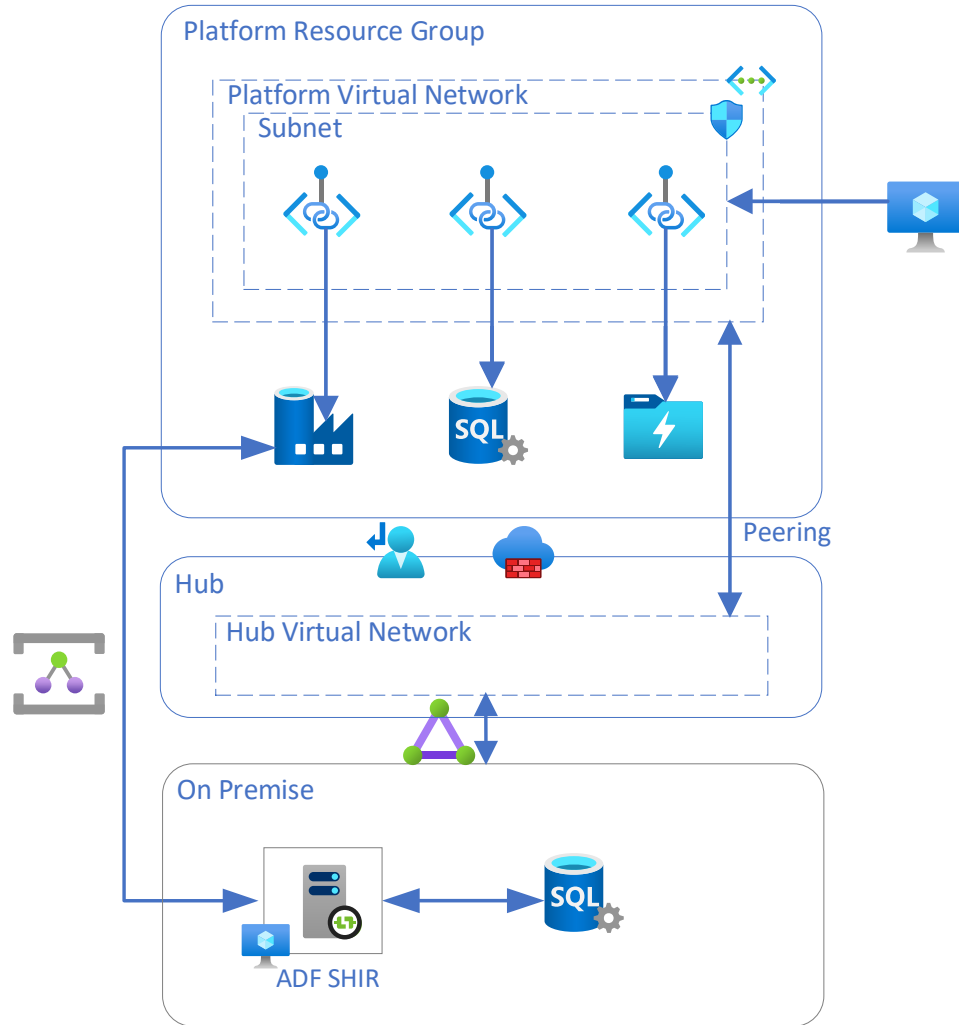 Platform Resource Group
Platform Virtual Network
Subnet
SQL
Peering
Hub
Hub Virtual Network
On Premise
SQL
ADF SHIR